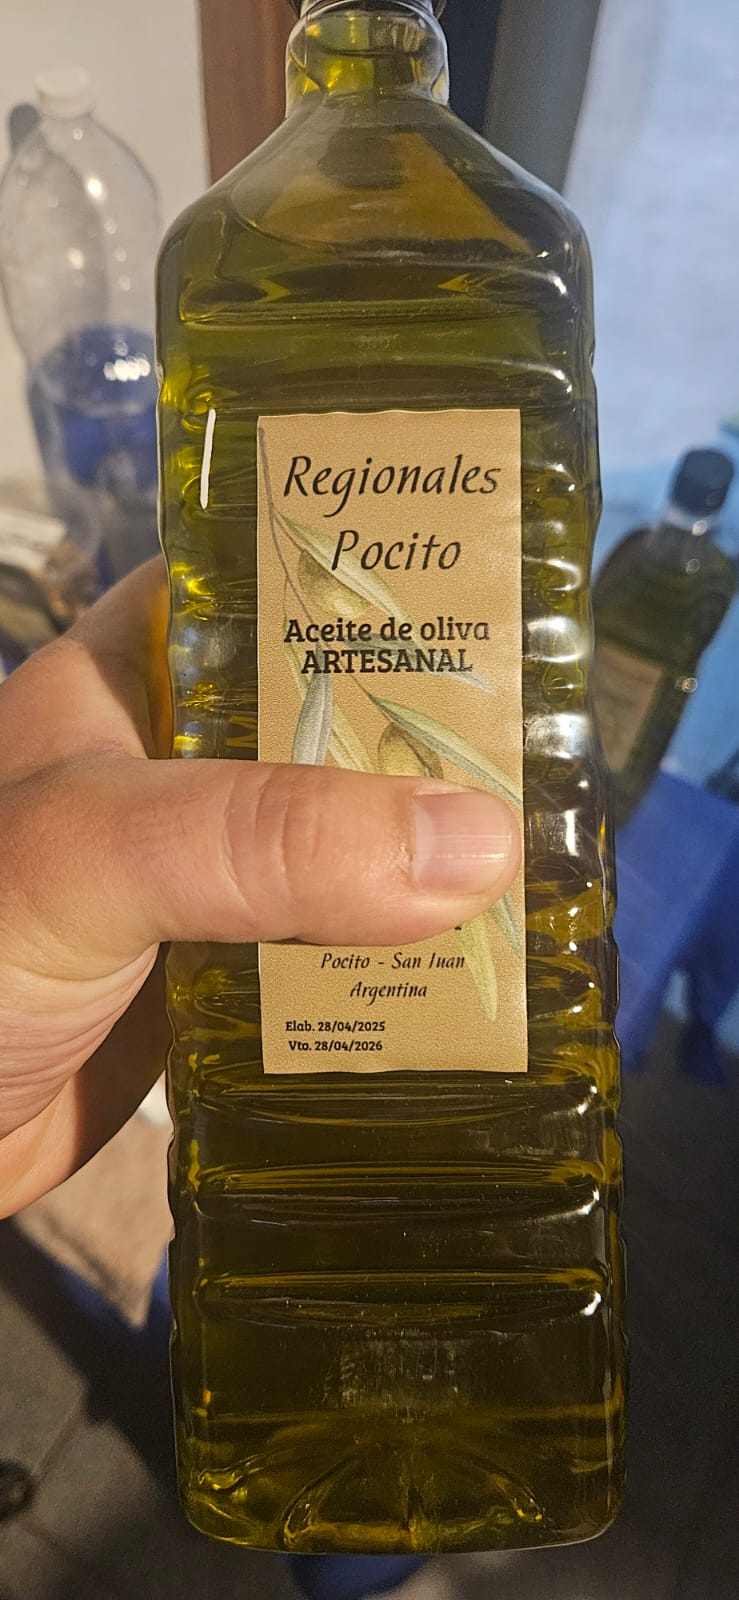 Regionales
Pocito
Aceite de oliva
ARTESANAL
Pocito - San Juan
Argentina
Elab. 28/04/2025
Vto. 28/04/2026